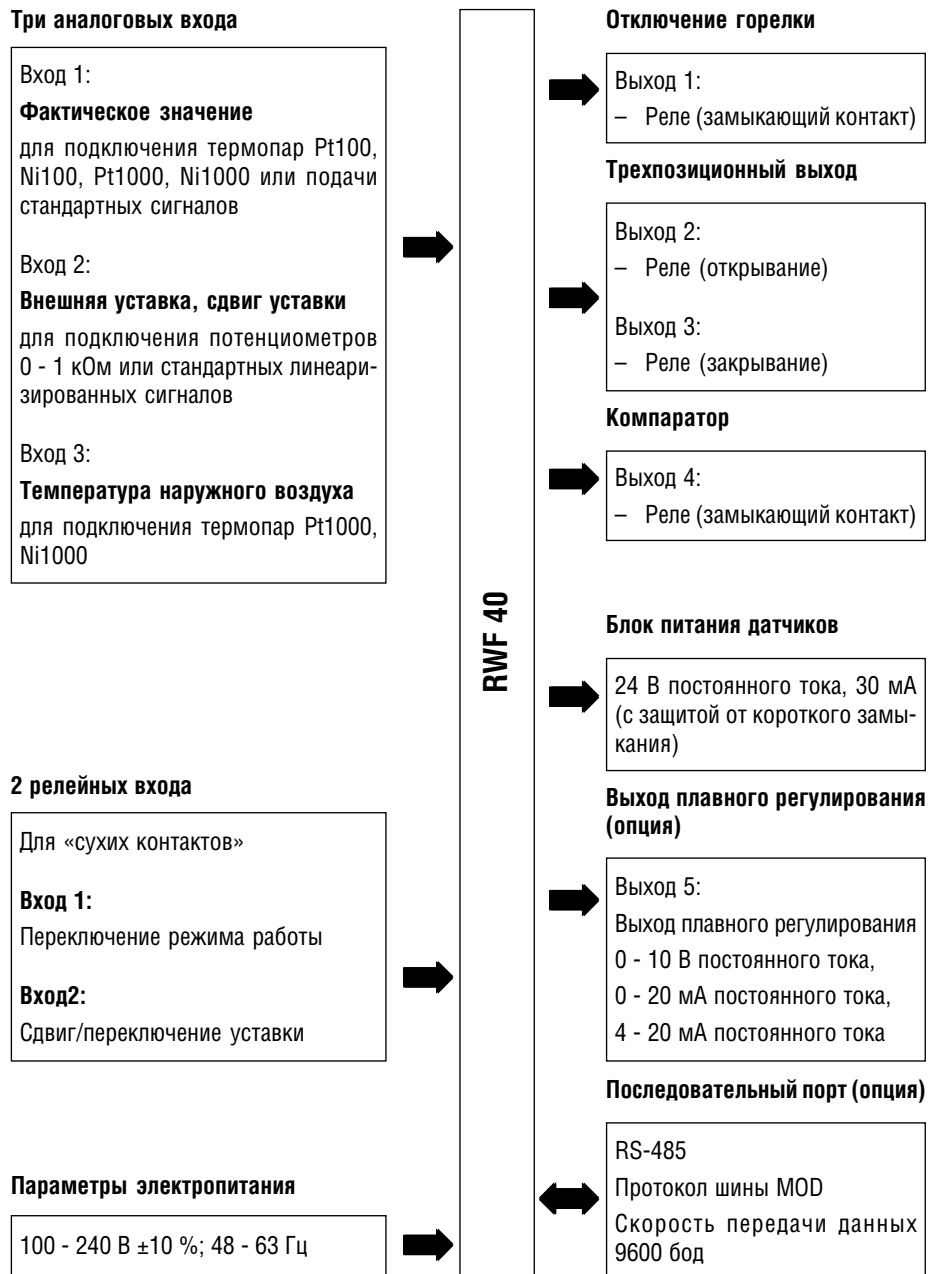 Три аналоговых входа
Вход 1:
Фактическое значение
для подключения термопар Pt100,
Ni100, Pt1000, Ni1000 или подачи
стандартных сигналов
Вход 2:
Внешняя уставка, сдвиг уставки
для подключения потенциометров
0 - 1 кОм или стандартных линеари-
зированных сигналов
Вход 3:
Температура наружного воздуха
для подключения термопар Pt1000,
Ni1000
2 релейных входа
Для «сухих контактов»
Вход 1:
Переключение режима работы
Вход2:
Сдвиг/переключение уставки
Параметры электропитания
100 - 240 В ±10 %; 48 - 63 Гц
RWF 40
Отключение горелки
Выход 1:
– Реле (замыкающий контакт)
Трехпозиционный выход
Выход 2:
– Реле (открывание)
Выход 3:
– Реле (закрывание)
Компаратор
Выход 4:
– Реле (замыкающий контакт)
Блок питания датчиков
24 В постоянного тока, 30 мА
(с защитой от короткого замы-
кания)
Выход плавного регулирования
(опция)
Выход 5:
Выход плавного регулирования
0 - 10 В постоянного тока,
0 - 20 мА постоянного тока,
4 - 20 мА постоянного тока
Последовательный порт (опция)
RS-485
Протокол шины MOD
Скорость передачи данных
9600 бод